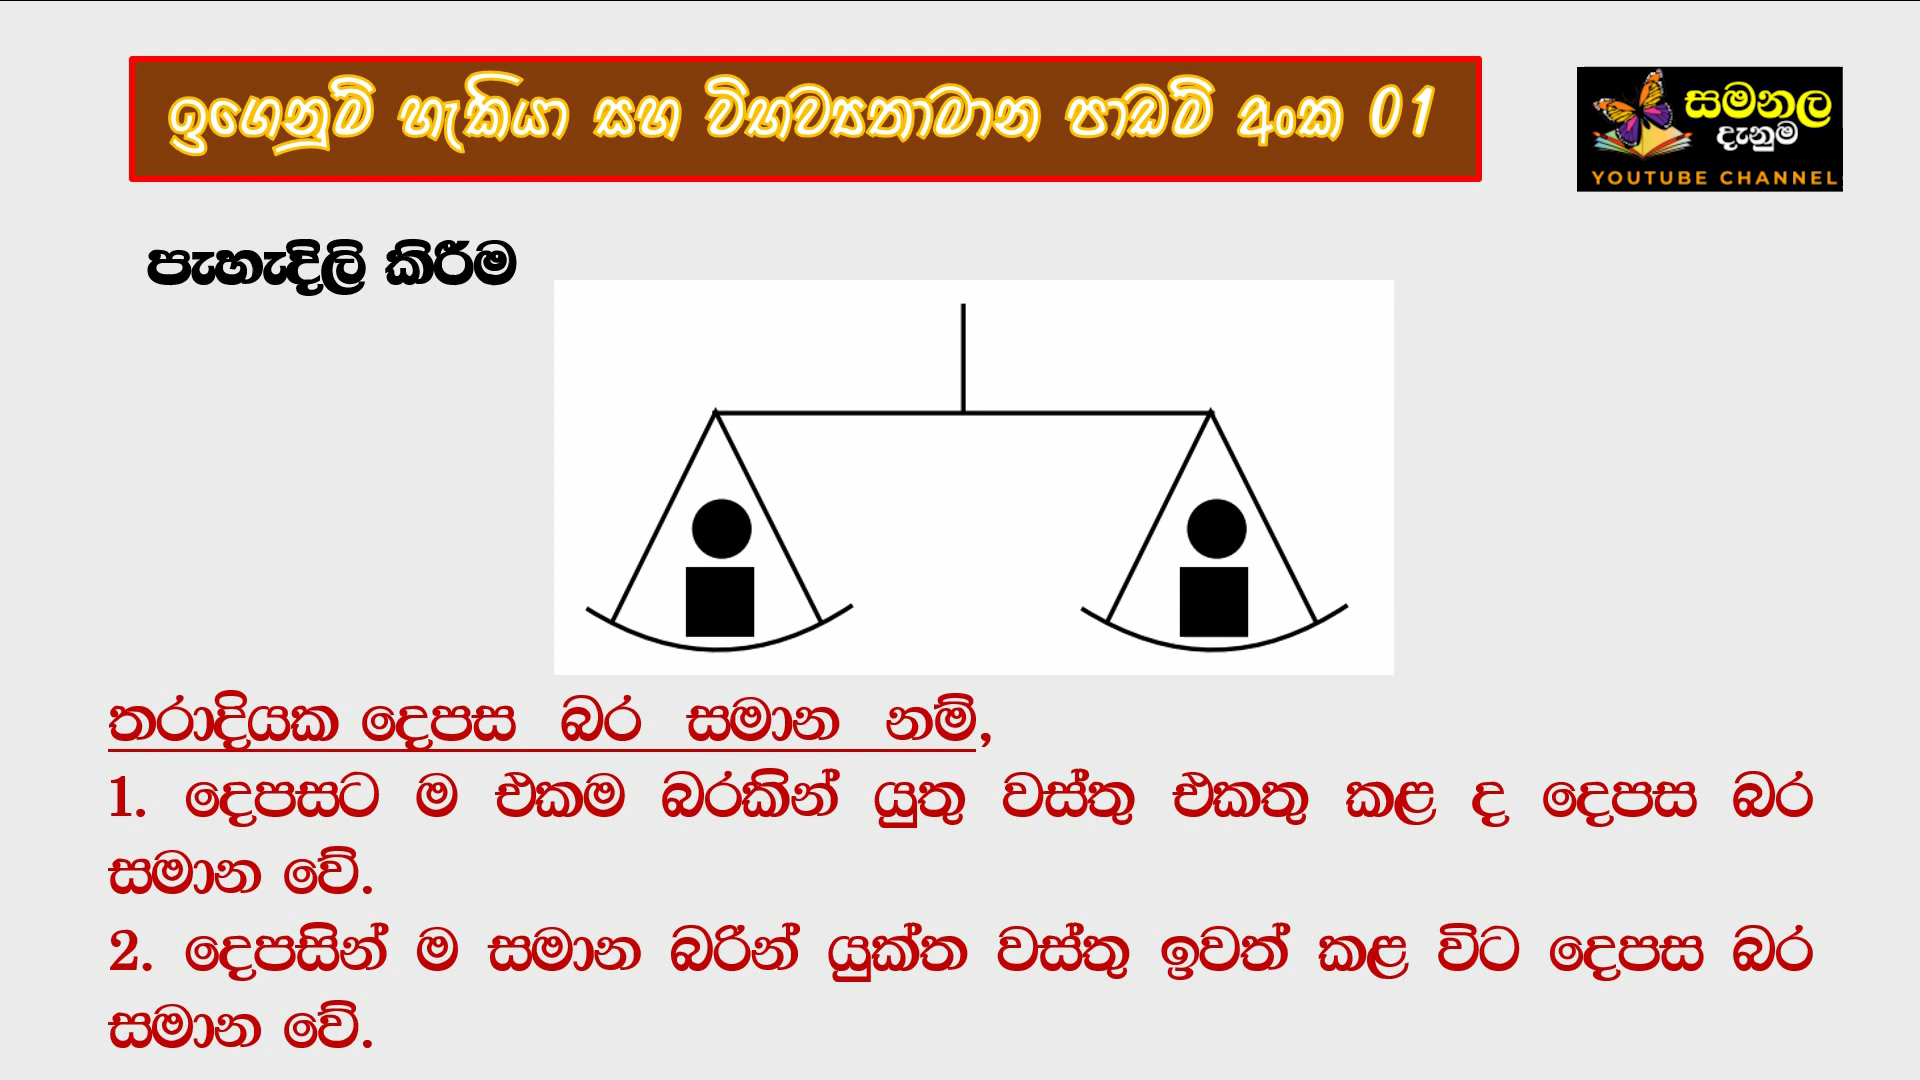 ඉගෙනුම් හැකියා සහ විභව්‍යතාමාන පාඩම් අංක 01
සමනල
දැනුම
YOUTUBE CHANNEL
පැහැදිලි කිරීම
තරාදියක දෙපස බර සමාන නම්,
1. දෙපසට ම එකම බරකින් යුතු වස්තු එකතු කළ ද දෙපස බර
සමාන වේ.
2. දෙපසින් ම සමාන බරින් යුක්ත වස්තු ඉවත් කළ විට දෙපස බර
සමාන වේ.